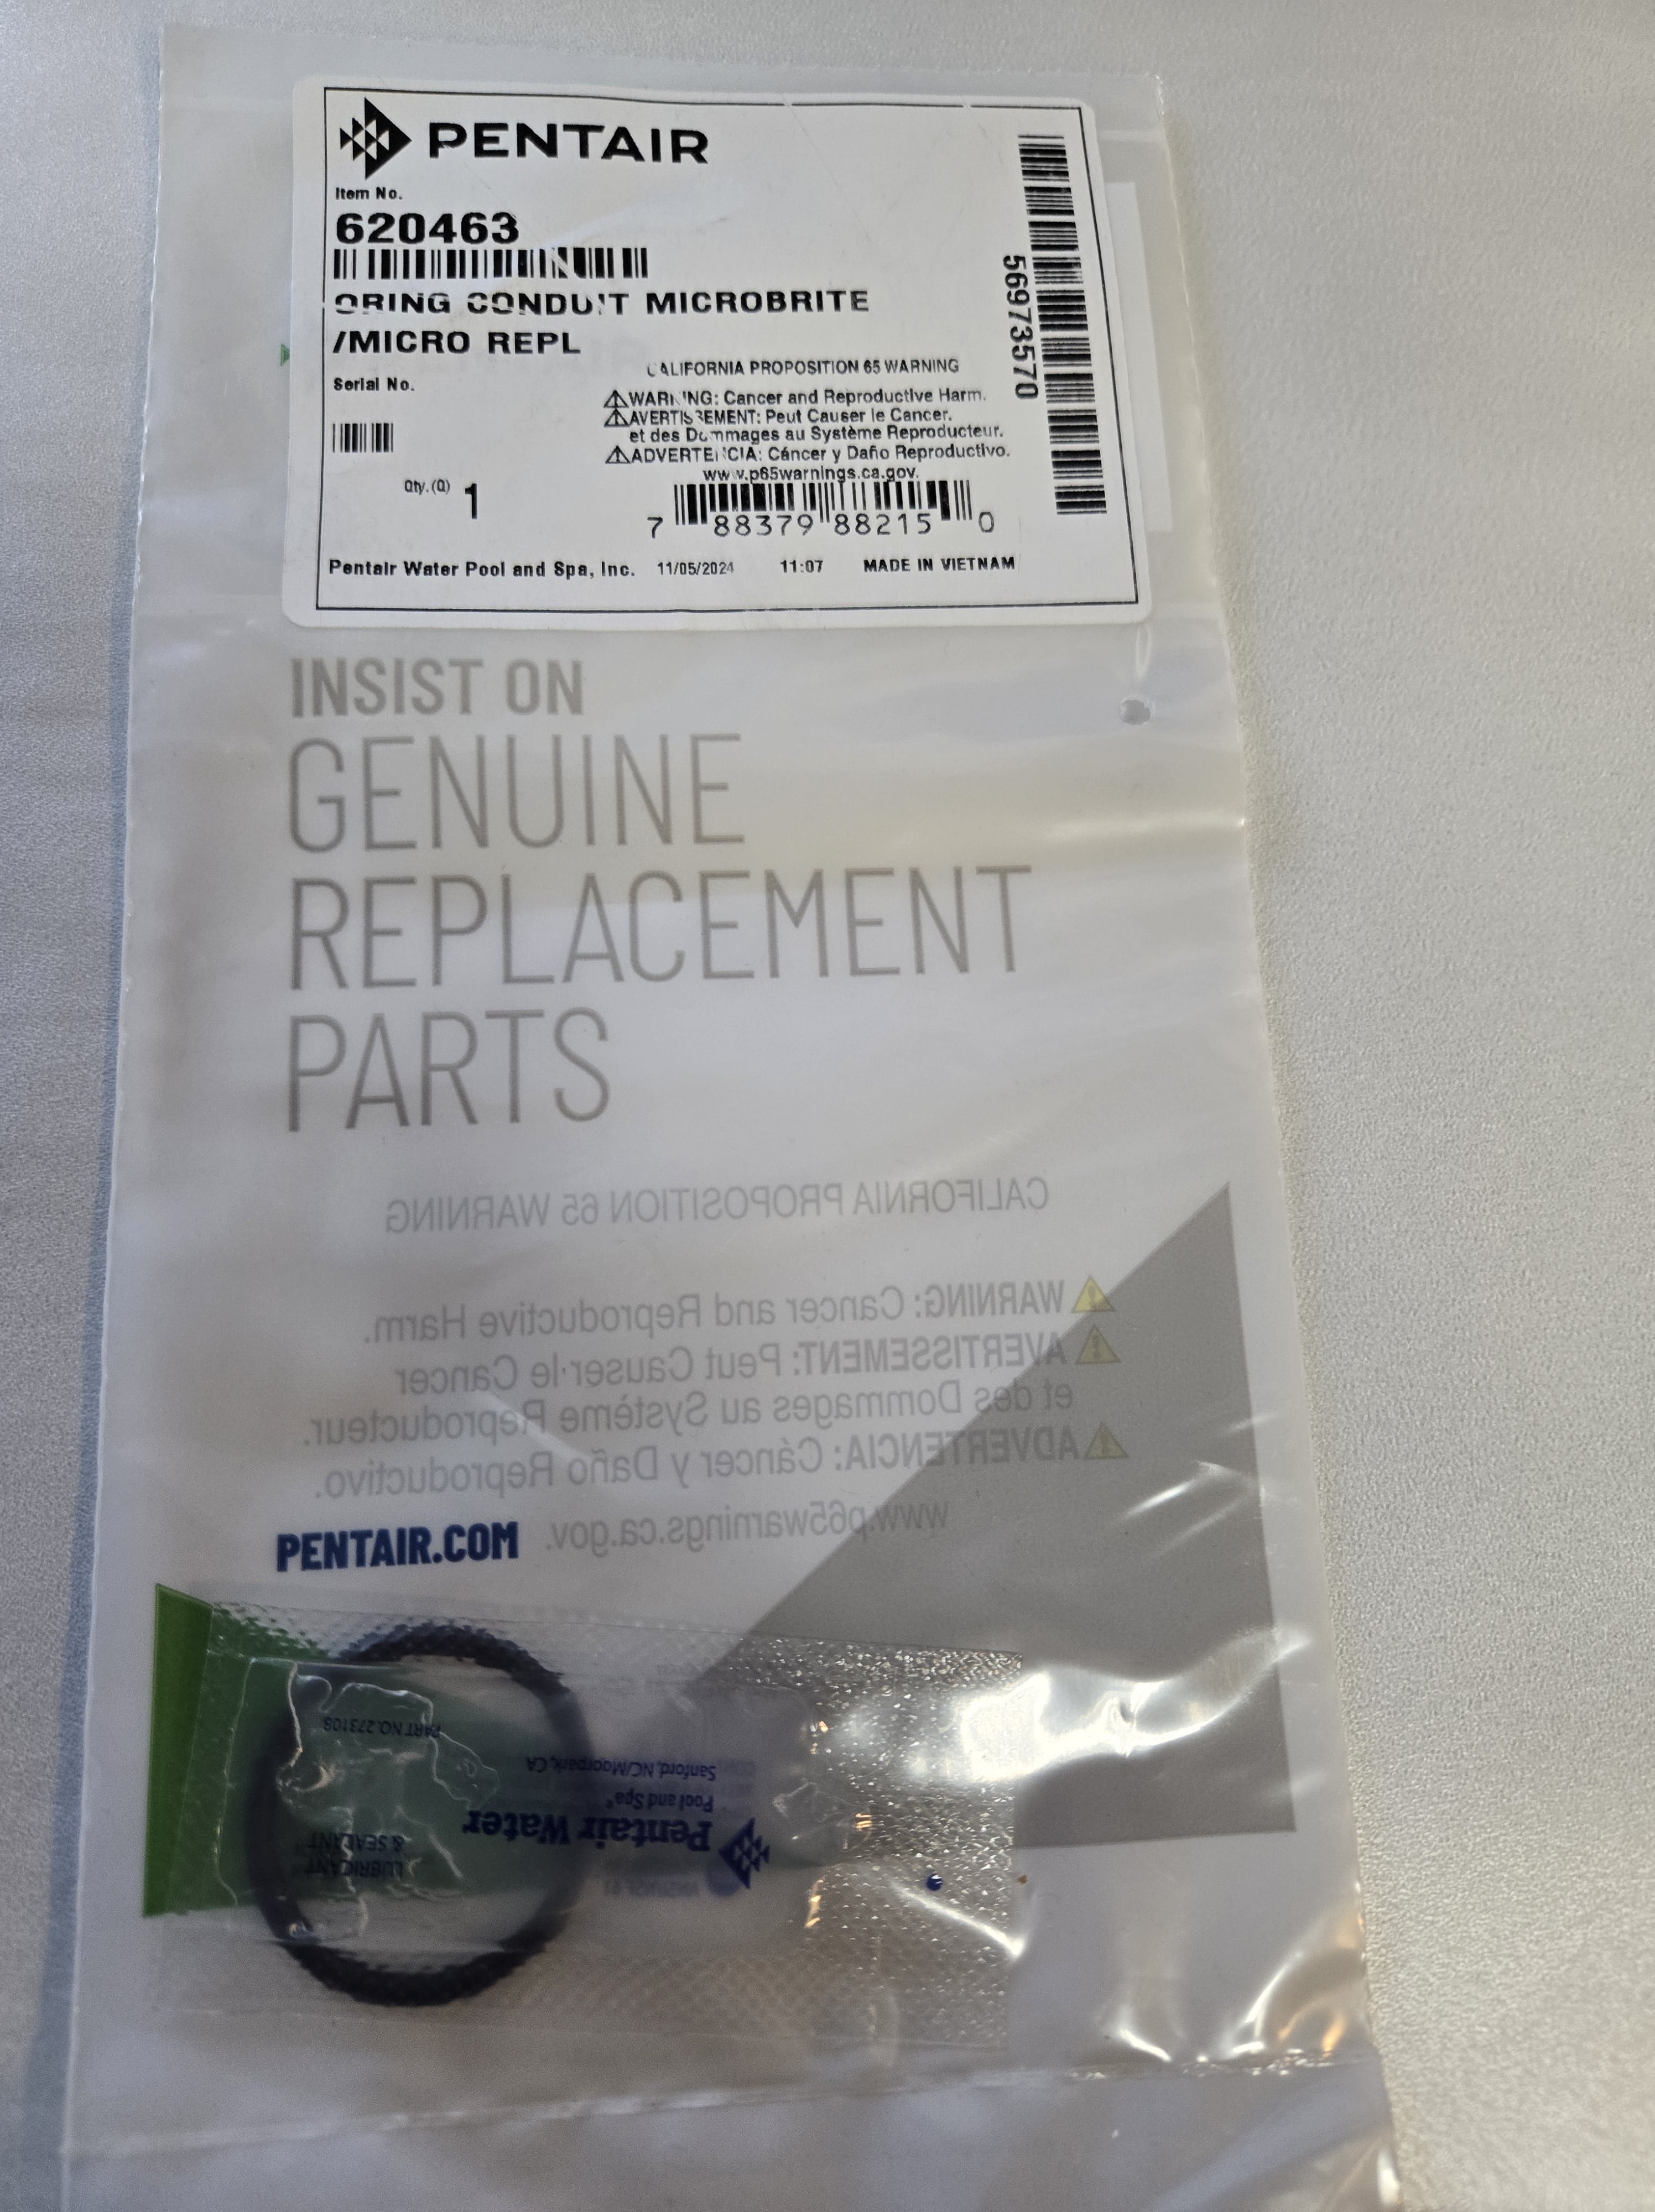 PENTAIR
Item No.
620463
ORING CONDUIT MICROBRITE
/MICRO REPL
Serial No.
56973570
CALIFORNIA PROPOSITION 65 WARNING
⚠WARNING: Cancer and Reproductive Harm.
⚠AVERTISSEMENT: Peut Causer le Cancer.
et des Dommages au Système Reproducteur.
⚠ADVERTENCIA: Cáncer y Daño Reproductivo.
www.p65warnings.ca.gov.
Qty.(Q) 1
7 88379 88215 0
Pentair Water Pool and Spa, Inc. 11/05/2024 11:07 MADE IN VIETNAM
INSIST ON
GENUINE
REPLACEMENT
PARTS
CALIFORNIA PROPOSITION 65 WARNING
⚠WARNING: Cancer and Reproductive Harm.
⚠AVERTISSEMENT: Peut Causer le Cancer
et des Dommages au Système Reproducteur.
⚠ADVERTENCIA: Cáncer y Daño Reproductivo.
www.p65warnings.ca.gov.
PENTAIR.COM
LUBRICANT
& SEALANT
Pentair Water
Pool and Spa®
Sanford, NC/Moorpark, CA